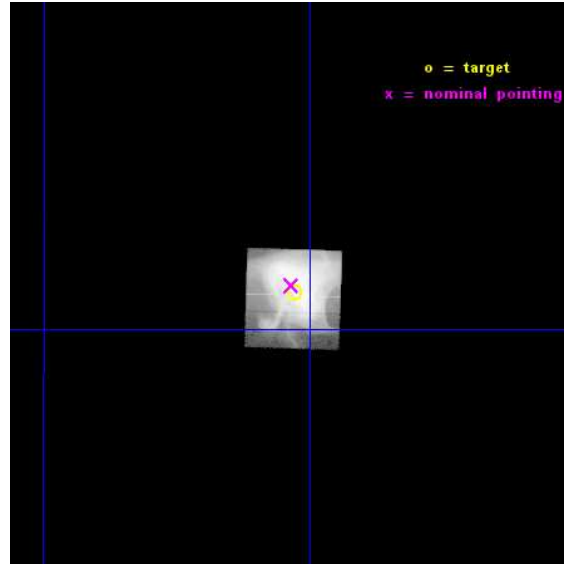 o = target
x = nominal pointing